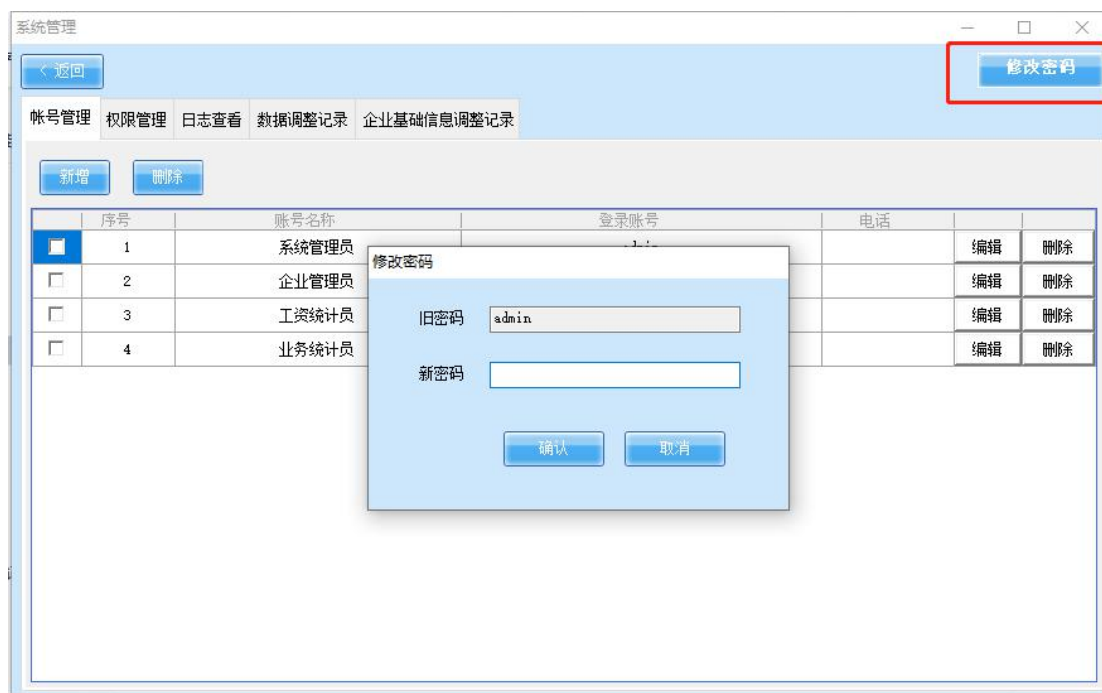 系统管理
< 返回
修改密码
帐号管理 权限管理 日志查看 数据调整记录 企业基础信息调整记录
新增 删除
序号 账号名称 登录账号 电话
1 系统管理员 编辑 删除
2 企业管理员 编辑 删除
3 工资统计员 编辑 删除
4 业务统计员 编辑 删除
修改密码
旧密码 admin
新密码
确认 取消